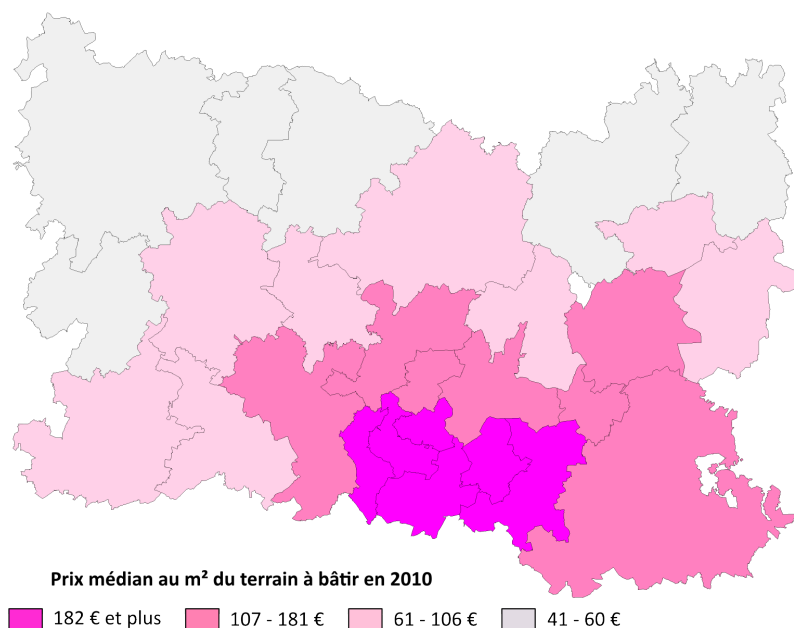 Prix médian au m² du terrain à bâtir en 2010
182 € et plus 107 - 181 € 61 - 106 € 41 - 60 €